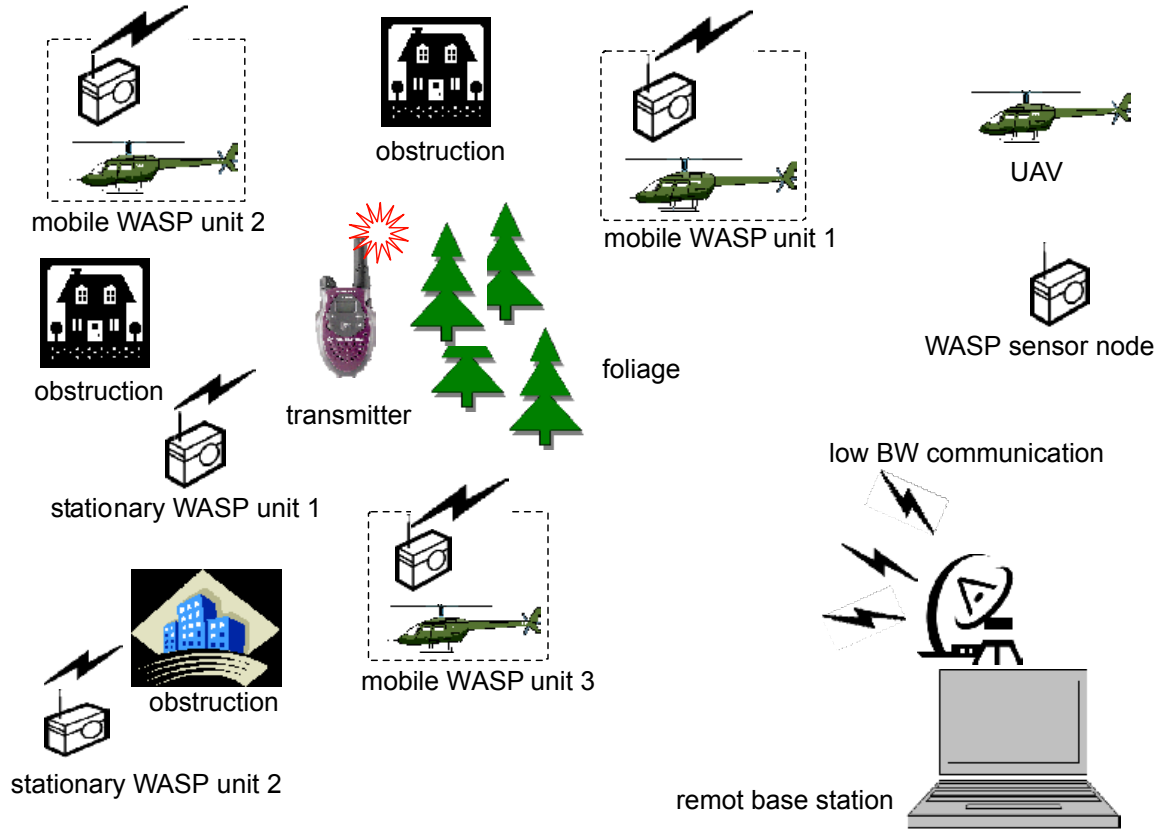 obstruction
mobile WASP unit 2
mobile WASP unit 1
UAV
WASP sensor node
obstruction
transmitter
foliage
stationary WASP unit 1
low BW communication
mobile WASP unit 3
obstruction
stationary WASP unit 2
remot base station